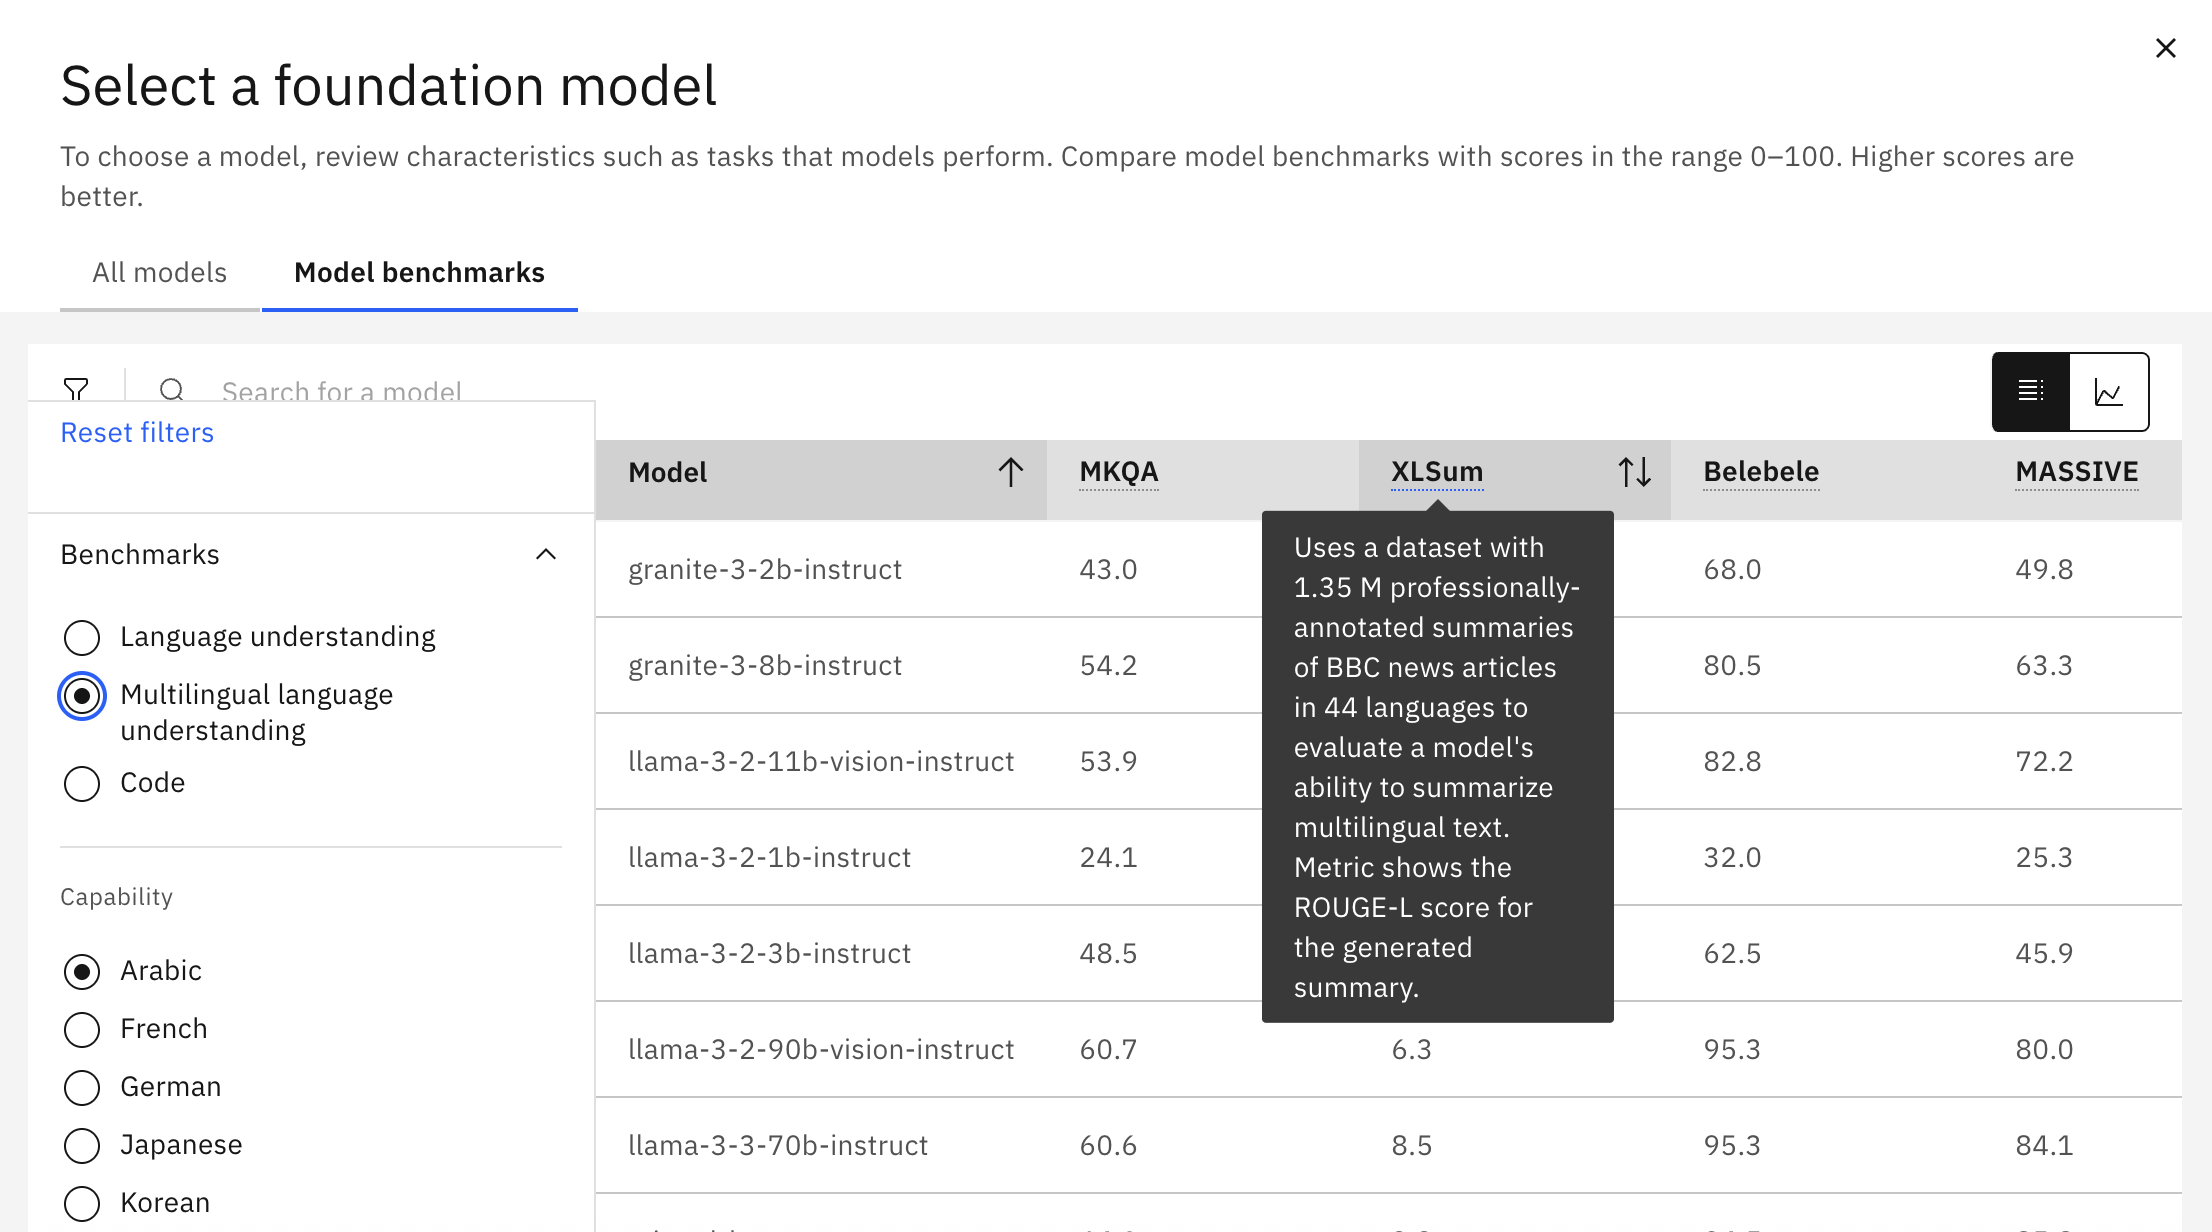 Select a foundation model
To choose a model, review characteristics such as tasks that models perform. Compare model benchmarks with scores in the range 0–100. Higher scores are
better.
All models
Model benchmarks
Search for a model
Reset filters
Benchmarks
Language understanding
Multilingual language
understanding
Code
Capability
Arabic
French
German
Japanese
Korean
Model MKQA XLSum Belebele MASSIVE
granite-3-2b-instruct 43.0 68.0 49.8
granite-3-8b-instruct 54.2 80.5 63.3
llama-3-2-11b-vision-instruct 53.9 82.8 72.2
llama-3-2-1b-instruct 24.1 32.0 25.3
llama-3-2-3b-instruct 48.5 62.5 45.9
llama-3-2-90b-vision-instruct 60.7 6.3 95.3 80.0
llama-3-3-70b-instruct 60.6 8.5 95.3 84.1
Uses a dataset with
1.35 M professionally-
annotated summaries
of BBC news articles
in 44 languages to
evaluate a model's
ability to summarize
multilingual text.
Metric shows the
ROUGE-L score for
the generated
summary.